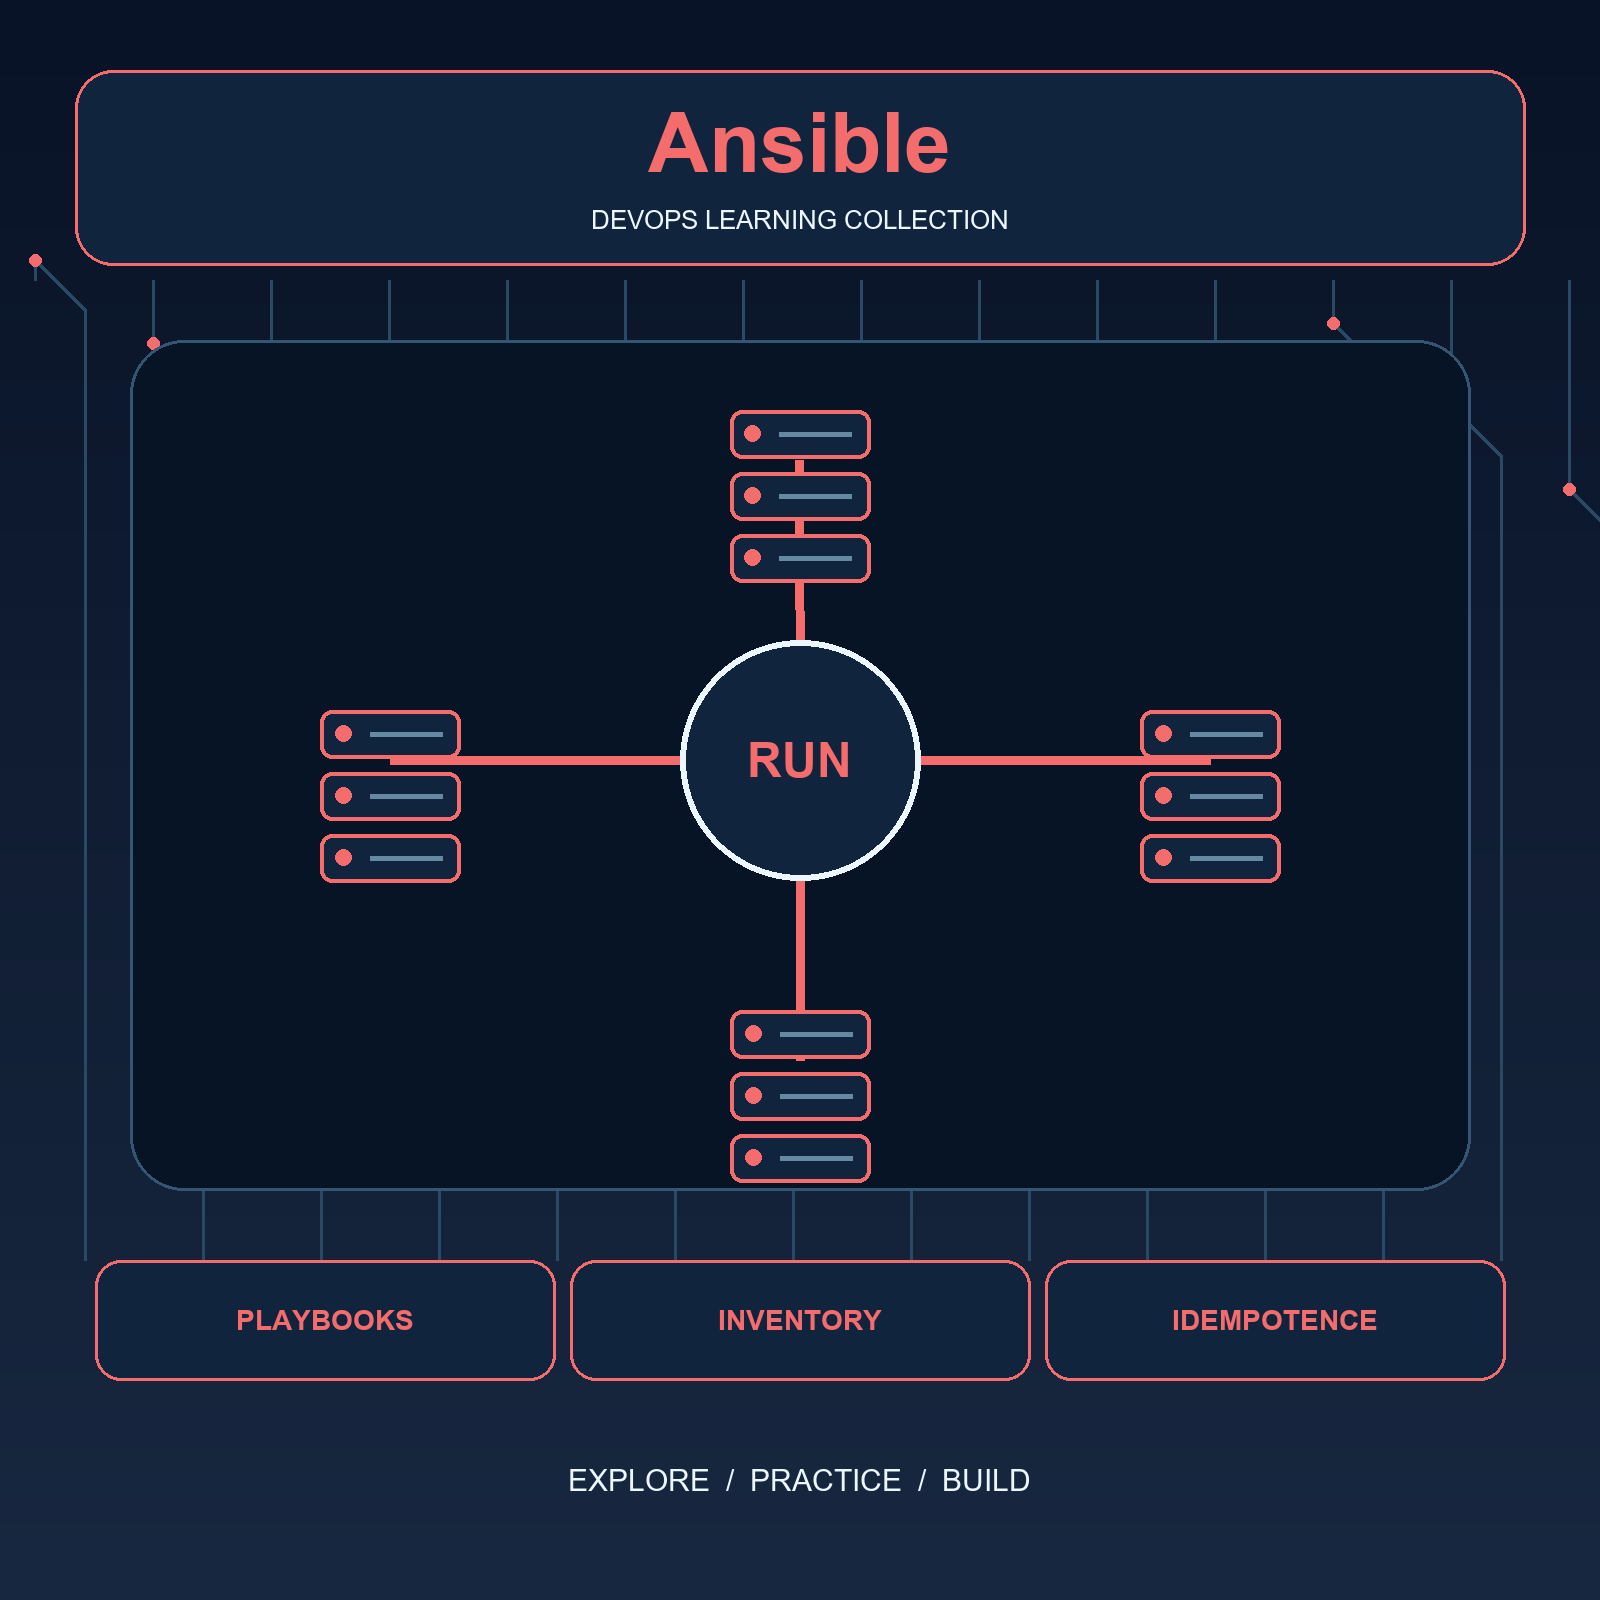 Ansible
DEVOPS LEARNING COLLECTION
RUN
PLAYBOOKS
INVENTORY
IDEMPOTENCE
EXPLORE / PRACTICE / BUILD